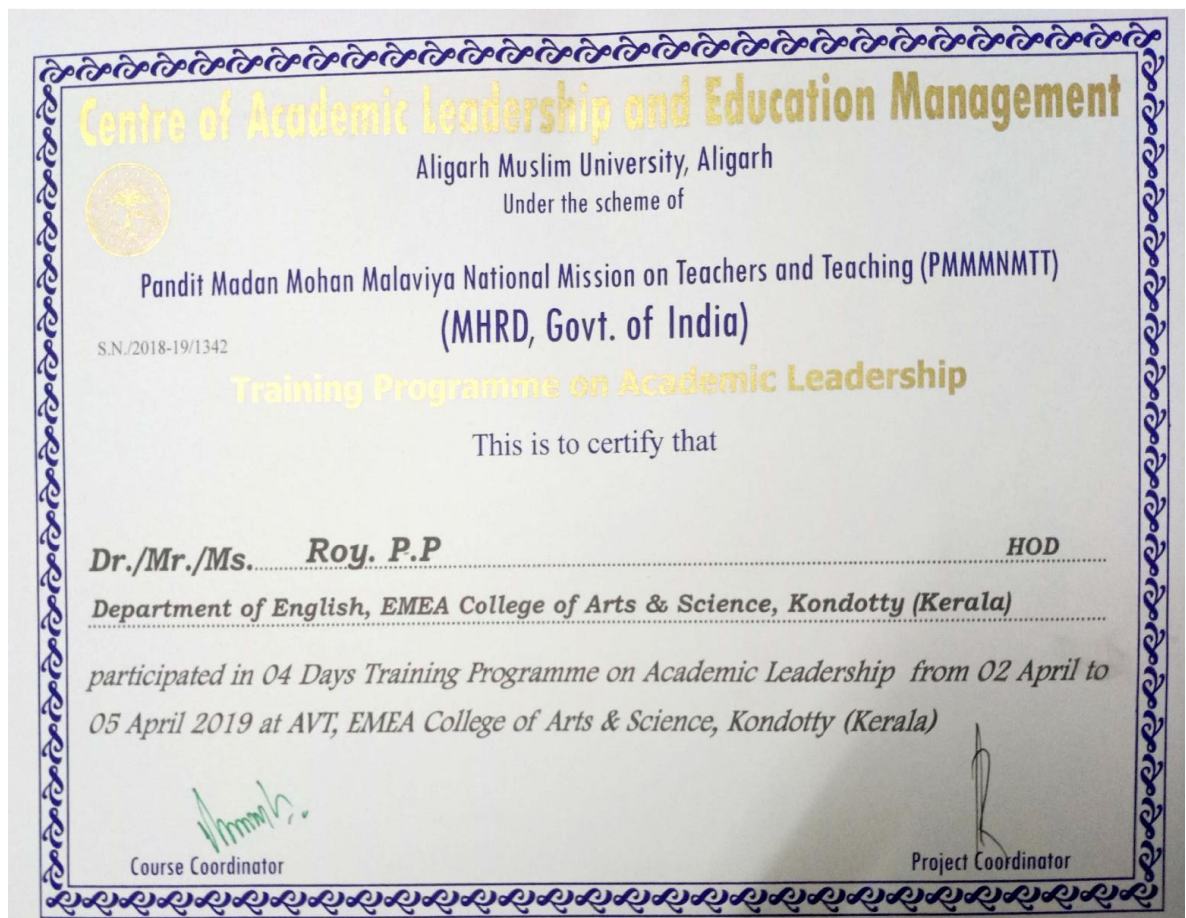 Centre of Academic Leadership and Education Management
Aligarh Muslim University, Aligarh
Under the scheme of
Pandit Madan Mohan Malaviya National Mission on Teachers and Teaching (PMMMNMTT)
(MHRD, Govt. of India)
S.N./2018-19/1342
Training Programme on Academic Leadership
This is to certify that
Dr./Mr./Ms...... Roy. P.P HOD
Department of English, EMEA College of Arts & Science, Kondotty (Kerala)
participated in 04 Days Training Programme on Academic Leadership from 02 April to
05 April 2019 at AVT, EMEA College of Arts & Science, Kondotty (Kerala)
Course Coordinator Project Coordinator